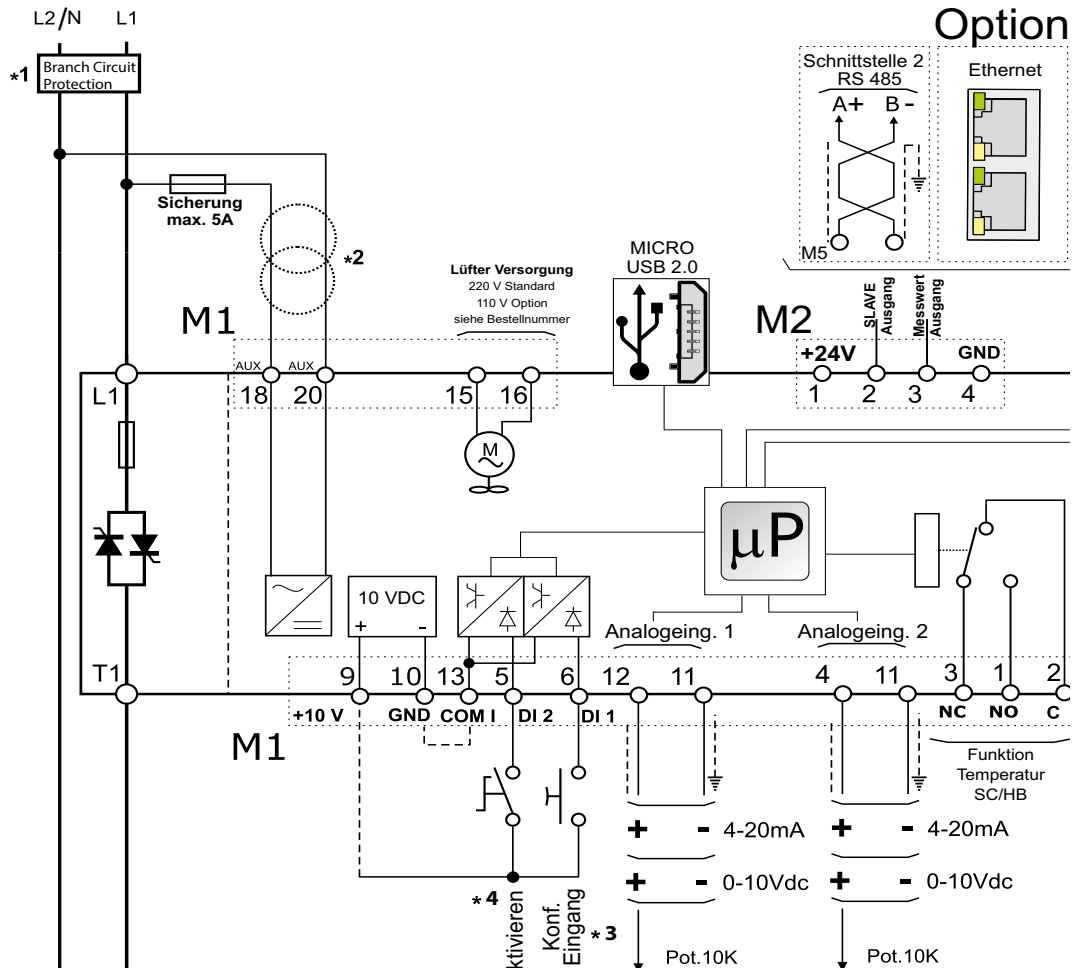 L2/N L1
Option
*1 Branch Circuit
Protection
Schnittstelle 2
RS 485
A+ B -
M5
Ethernet
Sicherung
max. 5A
*2
Lüfter Versorgung
220 V Standard
110 V Option
siehe Bestellnummer
MICRO
USB 2.0
M1
M2
SLAVE
Ausgang
Messwert
Ausgang
+24V GND
AUX AUX
L1 18 20 15 16 1 2 3 4
M
µP
10 VDC
+ -
Analogeing. 1 Analogeing. 2
T1 9 10 13 5 6 12 11 4 11 3 1 2
+10 V GND COM I DI 2 DI 1 NC NO C
M1
Funktion
Temperatur
SC/HB
+ - 4-20mA + - 4-20mA
+ - 0-10Vdc + - 0-10Vdc
*4
ktivieren
Konf.
Eingang
*3
Pot.10K Pot.10K